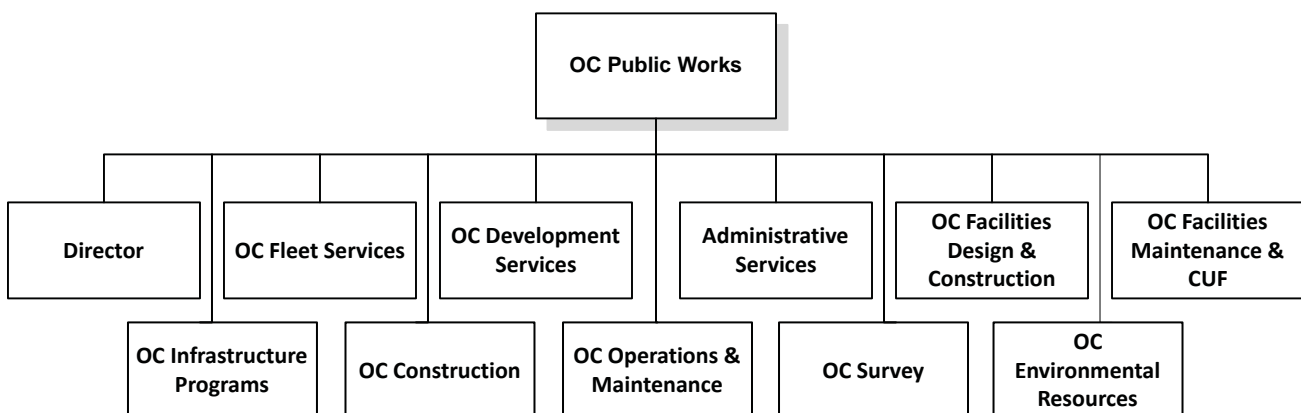 OC Public Works
Director
OC Fleet Services
OC Development
Services
Administrative
Services
OC Facilities
Design &
Construction
OC Facilities
Maintenance &
CUF
OC Infrastructure
Programs
OC Construction
OC Operations &
Maintenance
OC Survey
OC
Environmental
Resources